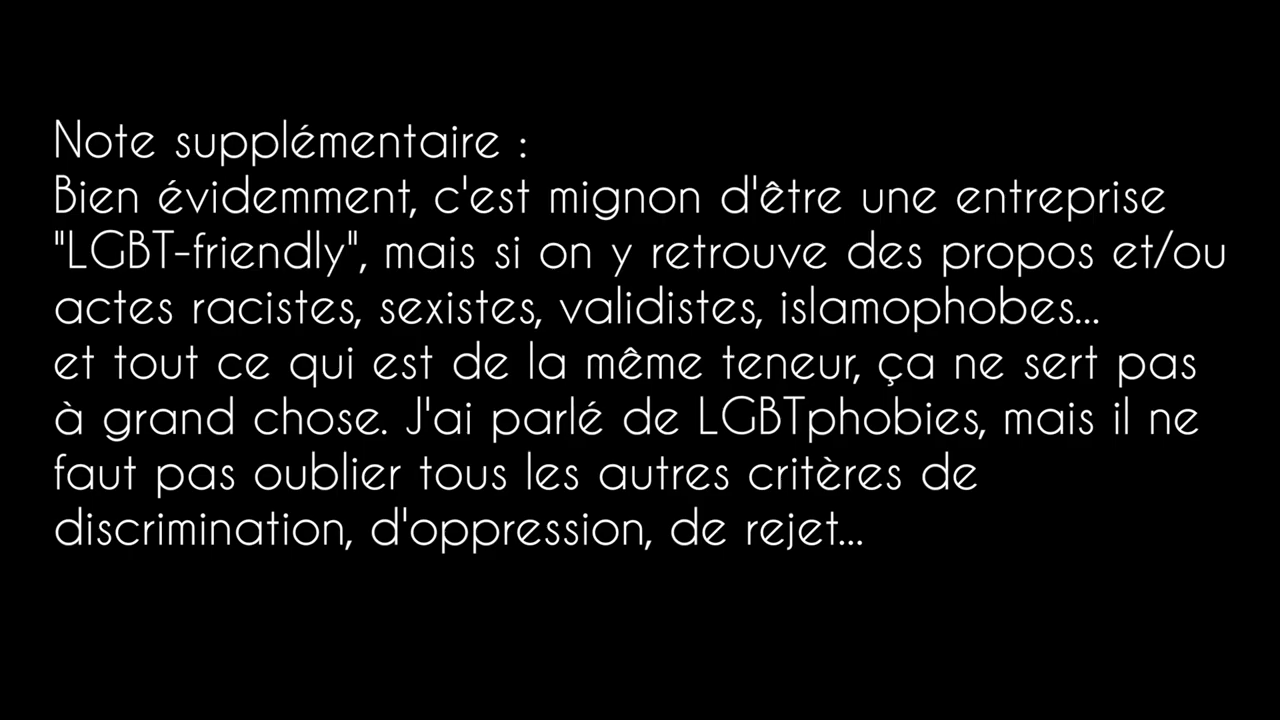 Note supplémentaire :
Bien évidemment, c'est mignon d'être une entreprise
"LGBT-friendly", mais si on y retrouve des propos et/ou
actes racistes, sexistes, validistes, islamophobes...
et tout ce qui est de la même teneur, ça ne sert pas
à grand chose. J'ai parlé de LGBTphobies, mais il ne
faut pas oublier tous les autres critères de
discrimination, d'oppression, de rejet...